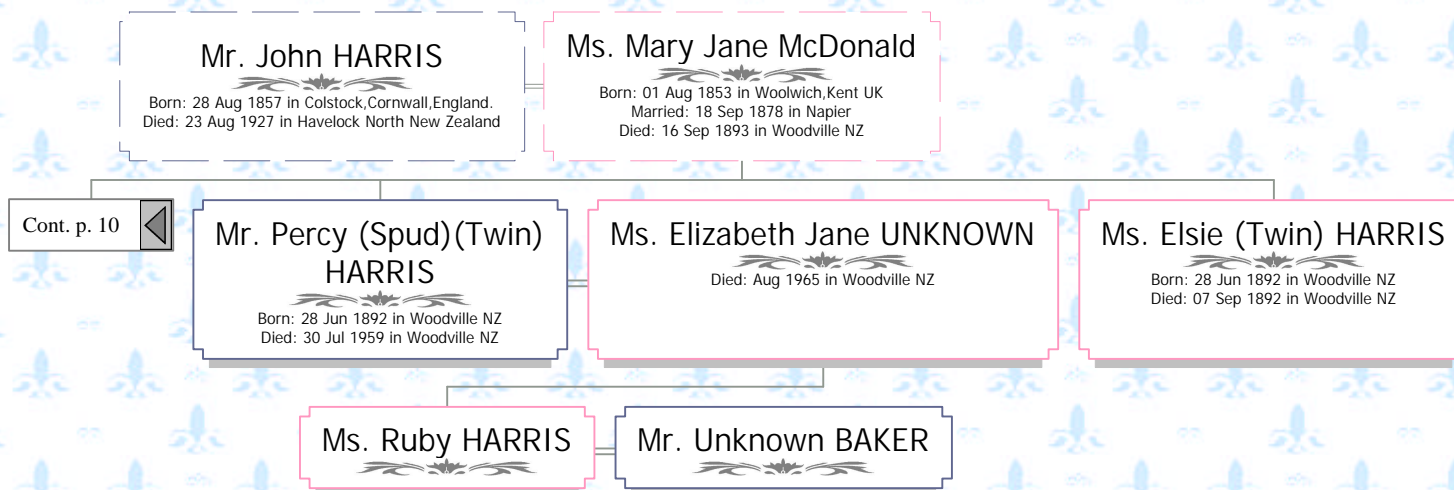 Mr. John HARRIS
Born: 28 Aug 1857 in Colstock,Cornwall,England.
Died: 23 Aug 1927 in Havelock North New Zealand
Ms. Mary Jane McDonald
Born: 01 Aug 1853 in Woolwich,Kent UK
Married: 18 Sep 1878 in Napier
Died: 16 Sep 1893 in Woodville NZ
Cont. p. 10
Mr. Percy (Spud)(Twin)
HARRIS
Born: 28 Jun 1892 in Woodville NZ
Died: 30 Jul 1959 in Woodville NZ
Ms. Elizabeth Jane UNKNOWN
Died: Aug 1965 in Woodville NZ
Ms. Elsie (Twin) HARRIS
Born: 28 Jun 1892 in Woodville NZ
Died: 07 Sep 1892 in Woodville NZ
Ms. Ruby HARRIS
Mr. Unknown BAKER